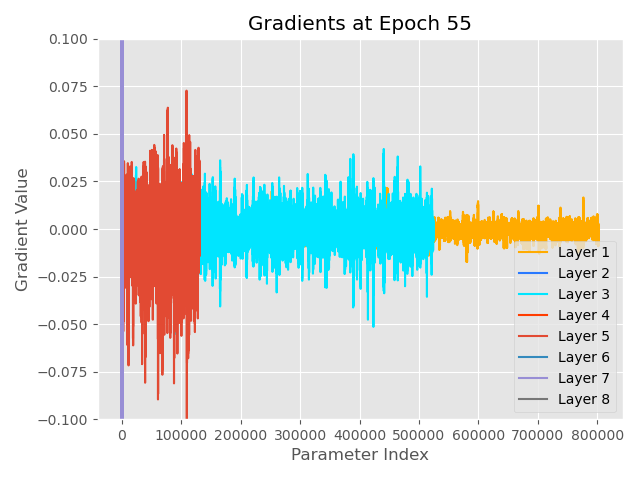 Gradients at Epoch 55
0.100
0.075
0.050
0.025
0.000
−0.025
−0.050
−0.075
−0.100
Gradient Value
Layer 1
Layer 2
Layer 3
Layer 4
Layer 5
Layer 6
Layer 7
Layer 8
0 100000 200000 300000 400000 500000 600000 700000 800000
Parameter Index